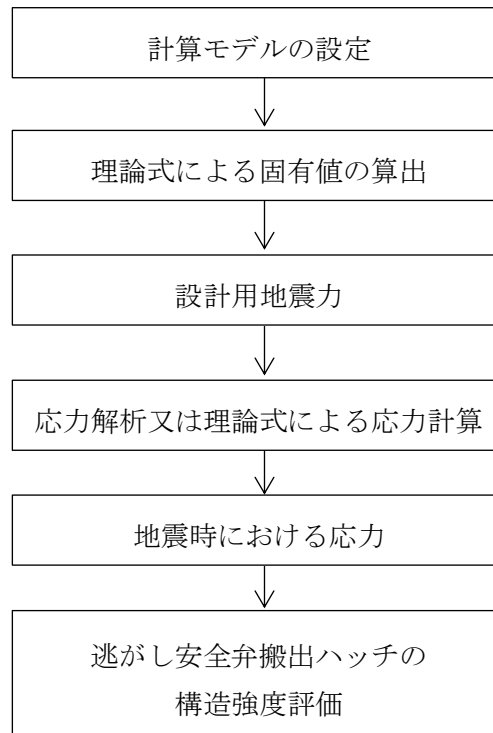 計算モデルの設定
理論式による固有値の算出
設計用地震力
応力解析又は理論式による応力計算
地震時における応力
逃がし安全弁搬出ハッチの
構造強度評価